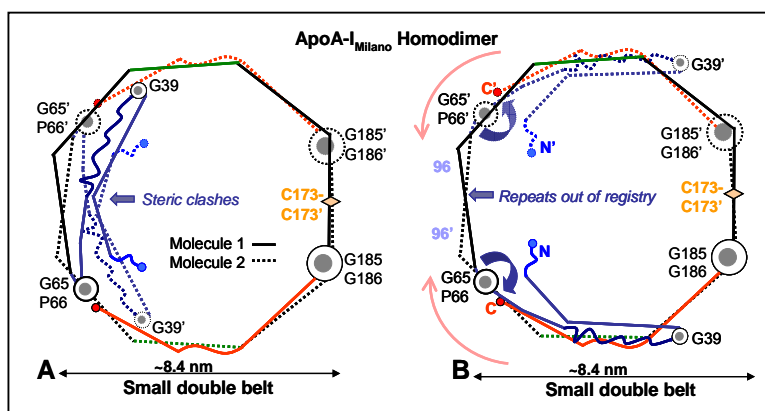 ApoA-IMilano Homodimer
G39
G65'
P66'
G185'
G186'
C173-
C173'
Steric clashes
Molecule 1
Molecule 2
G185
G186
G65
P66
G39'
A
~8.4 nm
Small double belt
G39'
C'
G65'
P66'
N'
G185'
G186'
96
C173-
C173'
Repeats out of registry
96'
N
G185
G186
G65
P66
C
G39
~8.4 nm
B
Small double belt